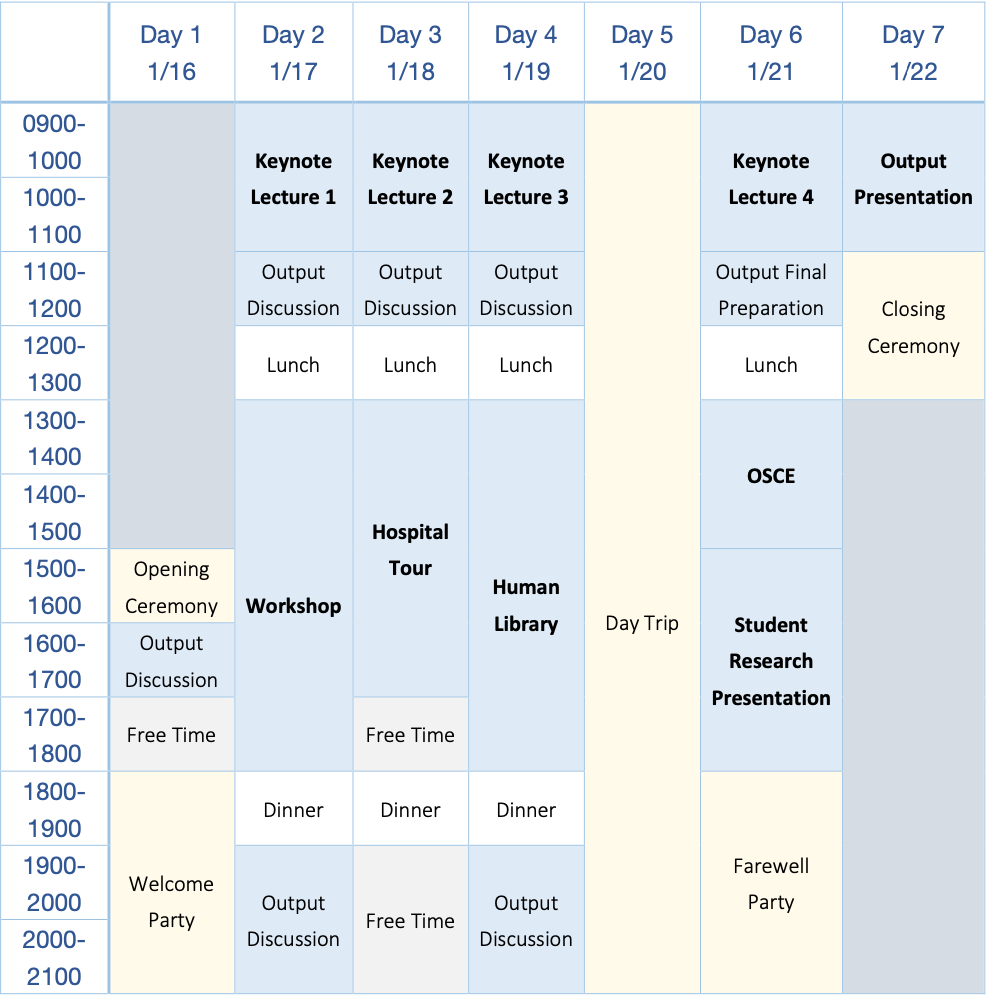 Day 1
1/16
Day 2
1/17
Day 3
1/18
Day 4
1/19
Day 5
1/20
Day 6
1/21
Day 7
1/22
0900-
1000
Keynote
Lecture 1
Keynote
Lecture 2
Keynote
Lecture 3
Day Trip
Keynote
Lecture 4
Output
Presentation
1000-
1100
1100-
1200
Output
Discussion
Output
Discussion
Output
Discussion
Output Final
Preparation
Closing
Ceremony
1200-
1300
Lunch
Lunch
Lunch
Lunch
1300-
1400
Workshop
Hospital
Tour
Human
Library
OSCE
1400-
1500
1500-
1600
Opening
Ceremony
Student
Research
Presentation
1600-
1700
Output
Discussion
1700-
1800
Free Time
Free Time
1800-
1900
Welcome
Party
Dinner
Dinner
Dinner
Farewell
Party
1900-
2000
Output
Discussion
Free Time
Output
Discussion
2000-
2100